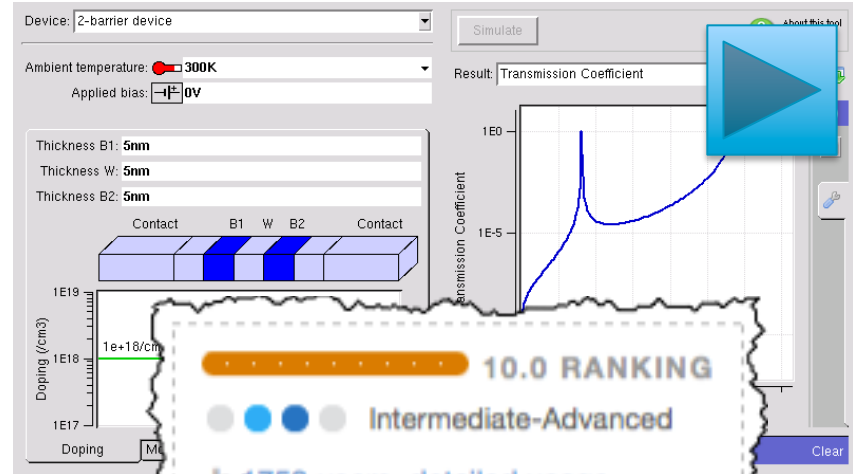 Device: 2-barrier device
Ambient temperature: 300K
Applied bias: 0V
Thickness B1: 5nm
Thickness W: 5nm
Thickness B2: 5nm
Contact B1 W B2 Contact
1E19
1e+18/cm
1E18
1E17
Doping (/cm3)
Doping
Simulate
About this tool
Result: Transmission Coefficient
1E0
1E-5
Coefficient
10.0 RANKING
Intermediate-Advanced
Clear